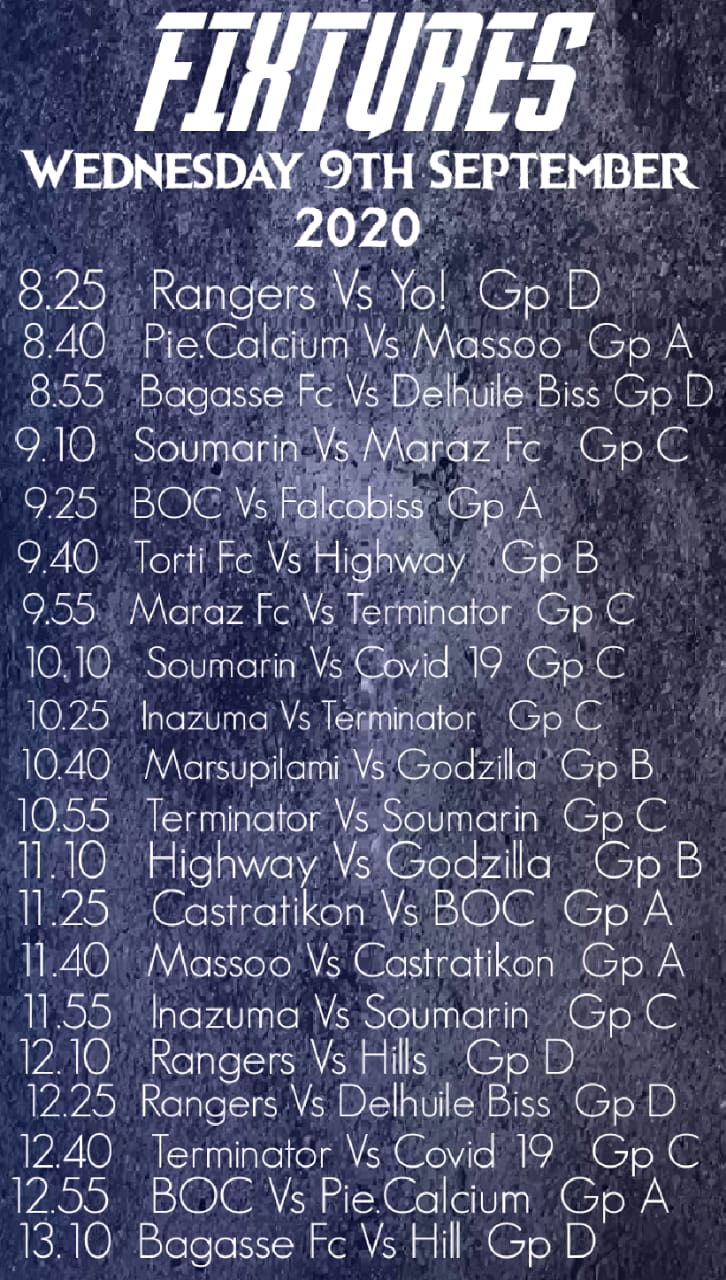 FIXTURES
WEDNESDAY 9TH SEPTEMBER
2020
8.25 Rangers Vs Yo! Gp D
8.40 Pie.Calcium Vs Massoo Gp A
8.55 Bagasse Fc Vs Delhuile Biss Gp D
9.10 Soumarin Vs Maraz Fc Gp C
9.25 BOC Vs Falcobiss Gp A
9.40 Torti Fc Vs Highway Gp B
9.55 Maraz Fc Vs Terminator Gp C
10.10 Soumarin Vs Covid 19 Gp C
10.25 Inazuma Vs Terminator Gp C
10.40 Marsupilami Vs Godzilla Gp B
10.55 Terminator Vs Soumarin Gp C
11.10 Highway Vs Godzilla Gp B
11.25 Castratikon Vs BOC Gp A
11.40 Massoo Vs Castratikon Gp A
11.55 Inazuma Vs Soumarin Gp C
12.10 Rangers Vs Hills Gp D
12.25 Rangers Vs Delhuile Biss Gp D
12.40 Terminator Vs Covid 19 Gp C
12.55 BOC Vs Pie.Calcium Gp A
13.10 Bagasse Fc Vs Hill Gp D